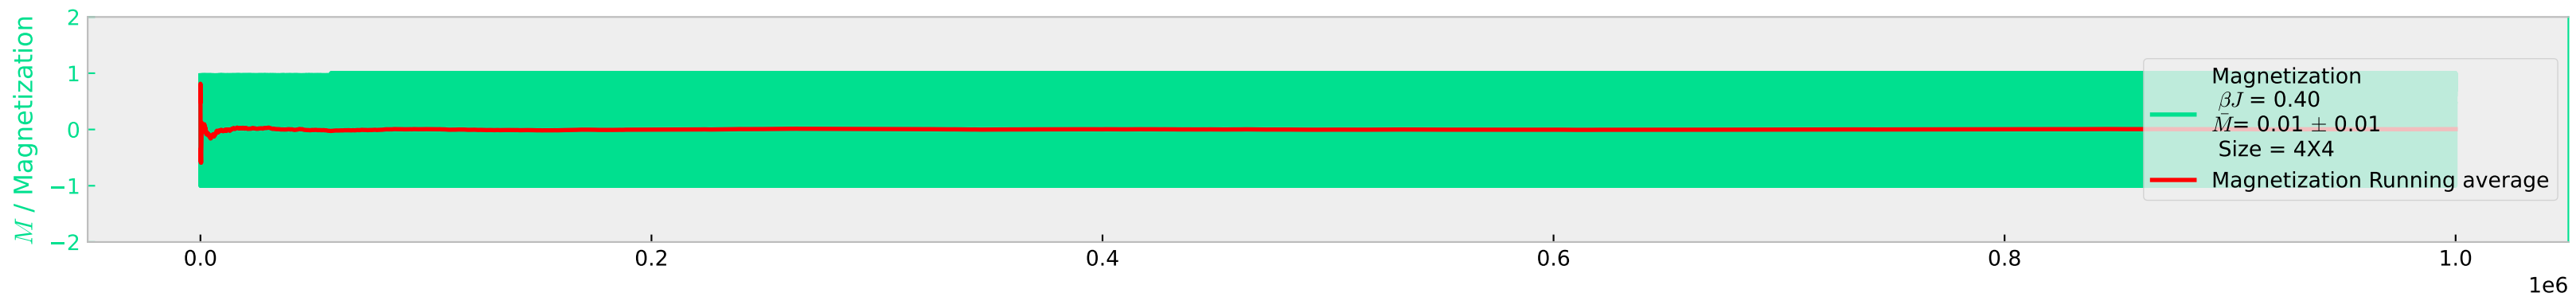 M / Magnetization
2
1
0
−1
−2
0.0 0.2 0.4 0.6 0.8 1.0
1e6
Magnetization
βJ = 0.40
M̄= 0.01 ± 0.01
Size = 4X4
Magnetization Running average